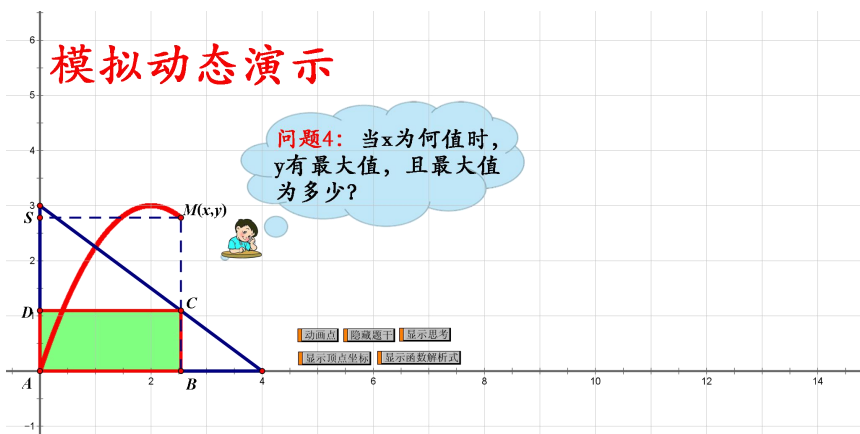 模拟动态演示
问题4：当x为何值时，
y有最大值，且最大值
为多少？
6
5
4
3
S
M(x,y)
2
D
1
C
动画点 隐藏题干 显示思考
显示顶点坐标 显示函数解析式
A
2
B
4
6
8
10
12
14
−1